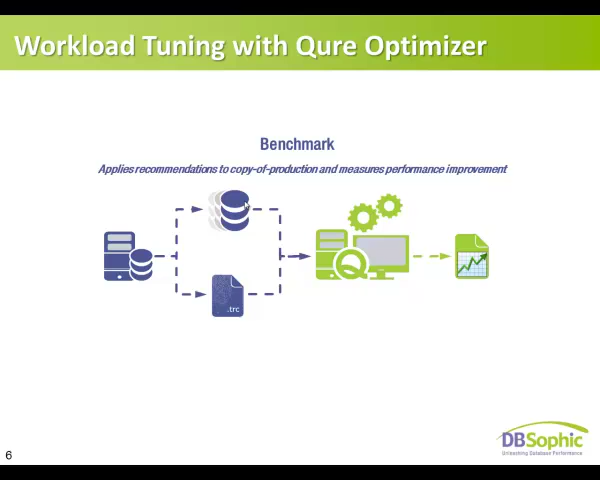 Workload Tuning with Qure Optimizer
Benchmark
Applies recommendations to copy-of-production and measures performance improvement
.trc
DBSophic
Unleashing Database Performance
6